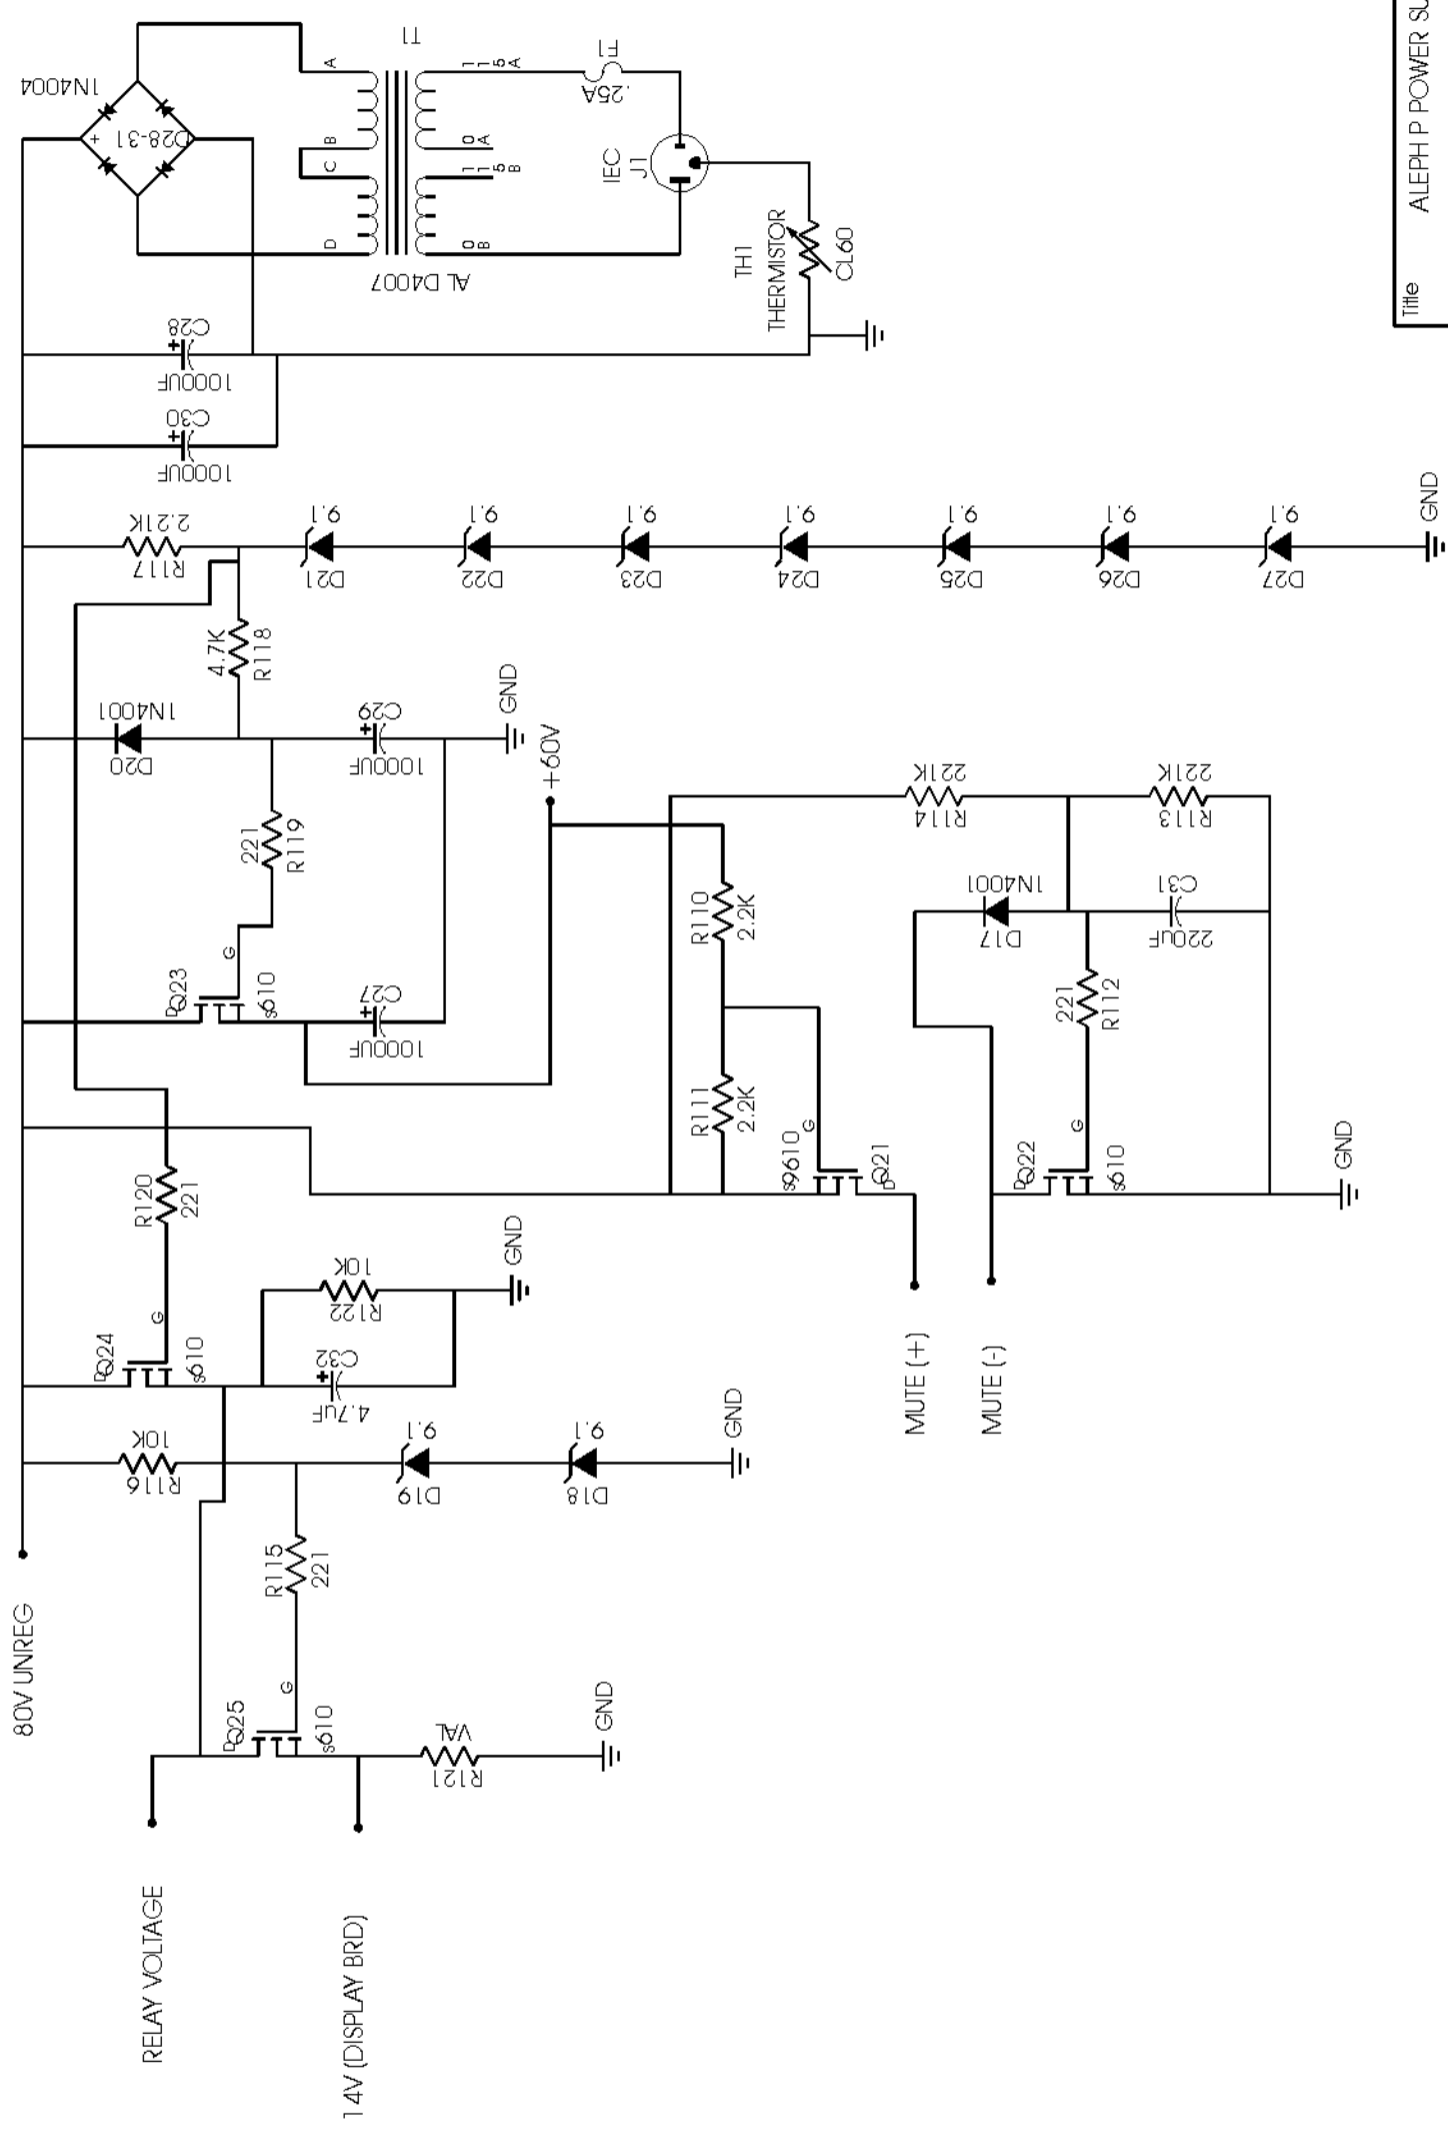 80V UNREG
RELAY VOLTAGE
14V (DISPLAY BRD)
D
Q25
G
S
610
R115
221
R121
VAL
GND
R116
10K
D19
9.1
D18
9.1
GND
D
Q24
G
S
610
R120
221
C32
4.7uF
R122
10K
GND
MUTE (+)
MUTE (-)
D
Q23
G
S
610
R119
221
C27
1000UF
+
D20
1N4001
C29
1000UF
+
GND
+60V
R118
4.7K
R117
2.21K
D21
9.1
D22
9.1
D23
9.1
D24
9.1
D25
9.1
D26
9.1
D27
9.1
GND
R110
2.2K
R111
2.2K
S
9610
G
Q21
D
D
Q22
G
S
610
R112
221
D17
1N4001
C31
220uF
R114
221K
R113
221K
GND
C30
1000UF
+
C28
1000UF
+
1N4004
D28-31
+
T1
A
B
C
D
115A
0A
115B
0B
AL D4007
F1
.25A
IEC
J1
TH1
THERMISTOR
CL60
Title
ALEPH P POWER SU